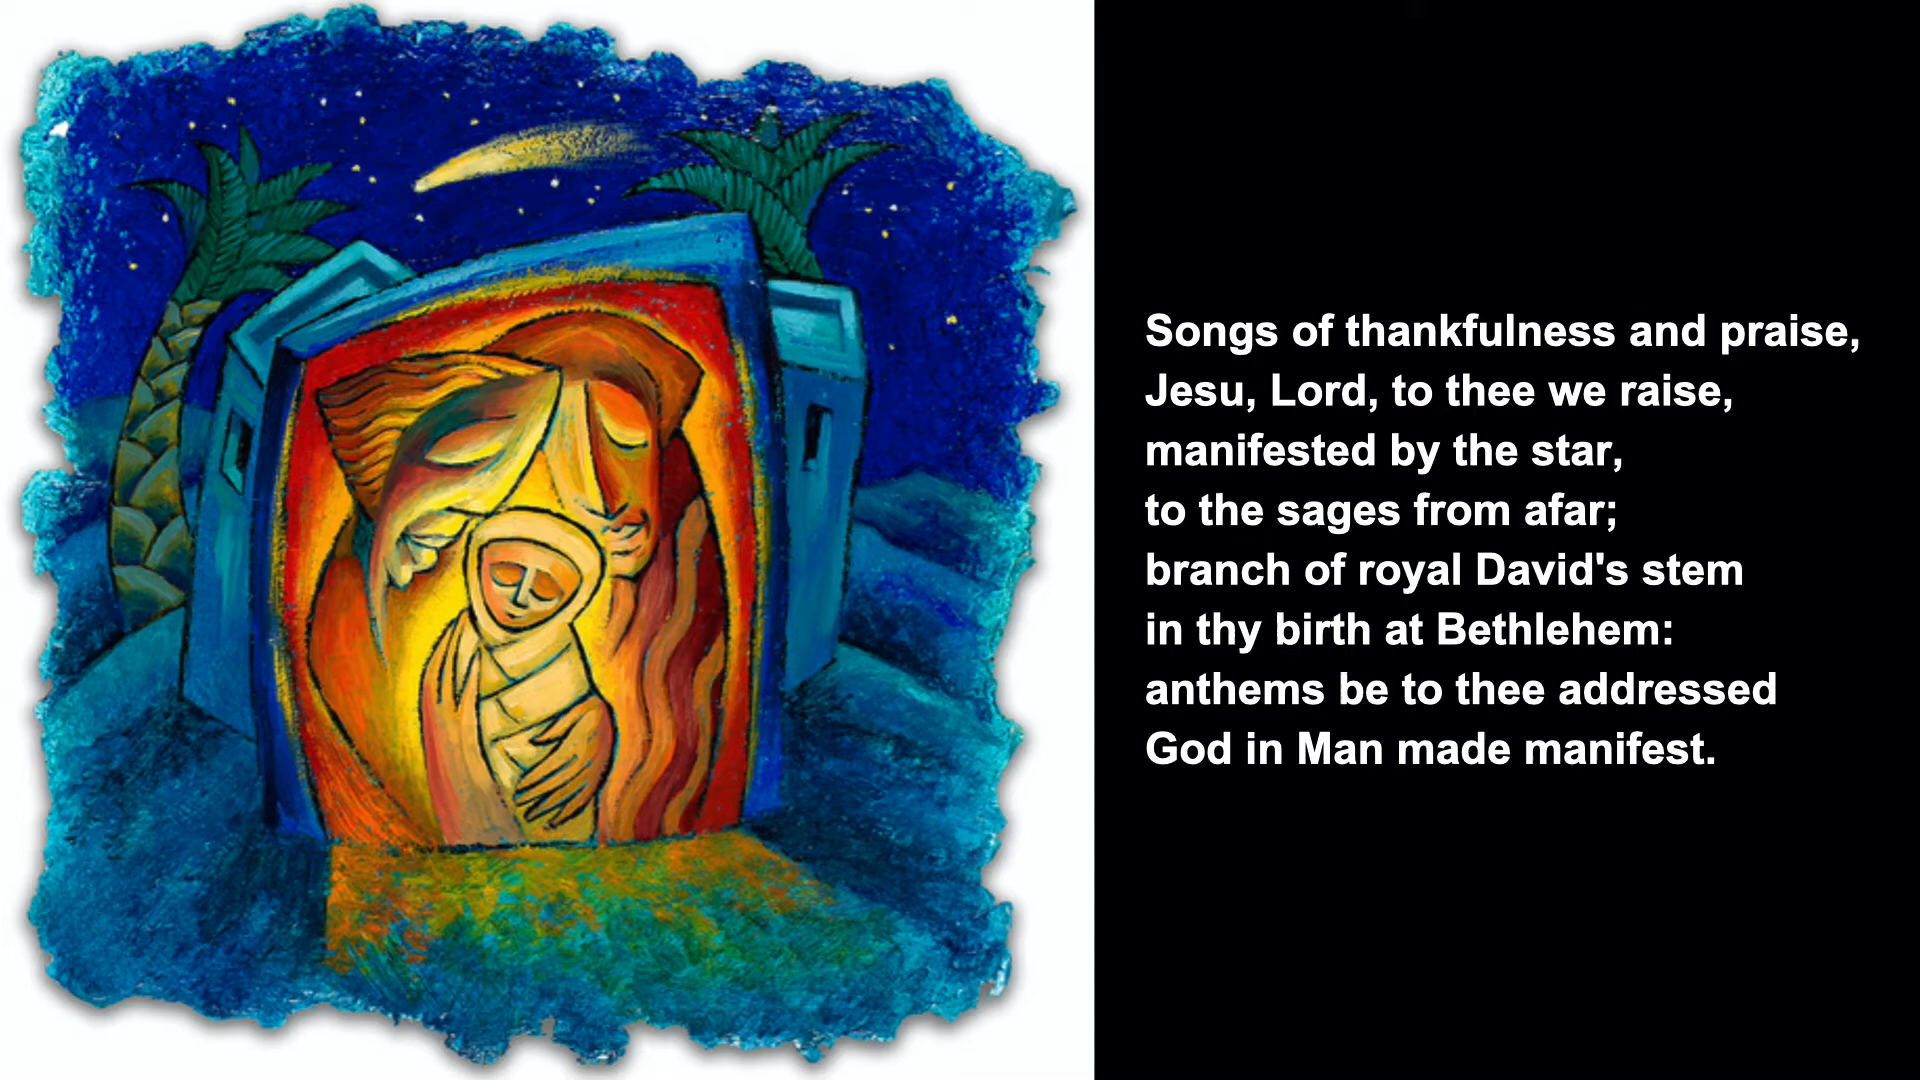 Songs of thankfulness and praise,
Jesu, Lord, to thee we raise,
manifested by the star,
to the sages from afar;
branch of royal David's stem
in thy birth at Bethlehem:
anthems be to thee addressed
God in Man made manifest.